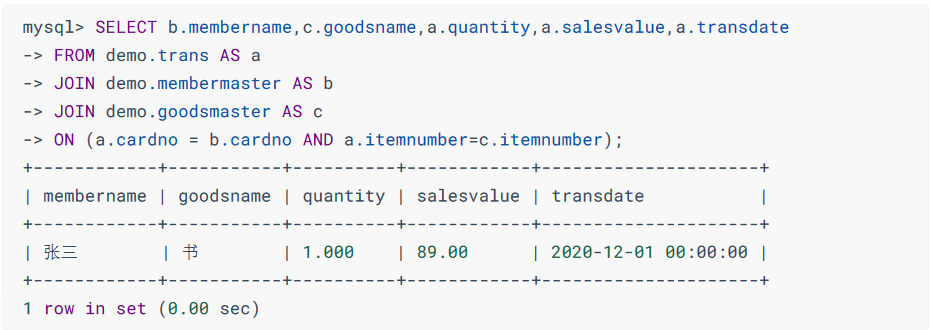 mysql> SELECT b.membername,c.goodsname,a.quantity,a.salesvalue,a.transdate
-> FROM demo.trans AS a
-> JOIN demo.membermaster AS b
-> JOIN demo.goodsmaster AS c
-> ON (a.cardno = b.cardno AND a.itemnumber=c.itemnumber);
+------------+-----------+----------+------------+---------------------+
| membername | goodsname | quantity | salesvalue | transdate           |
+------------+-----------+----------+------------+---------------------+
| 张三         | 书         | 1.000    | 89.00      | 2020-12-01 00:00:00 |
+------------+-----------+----------+------------+---------------------+
1 row in set (0.00 sec)